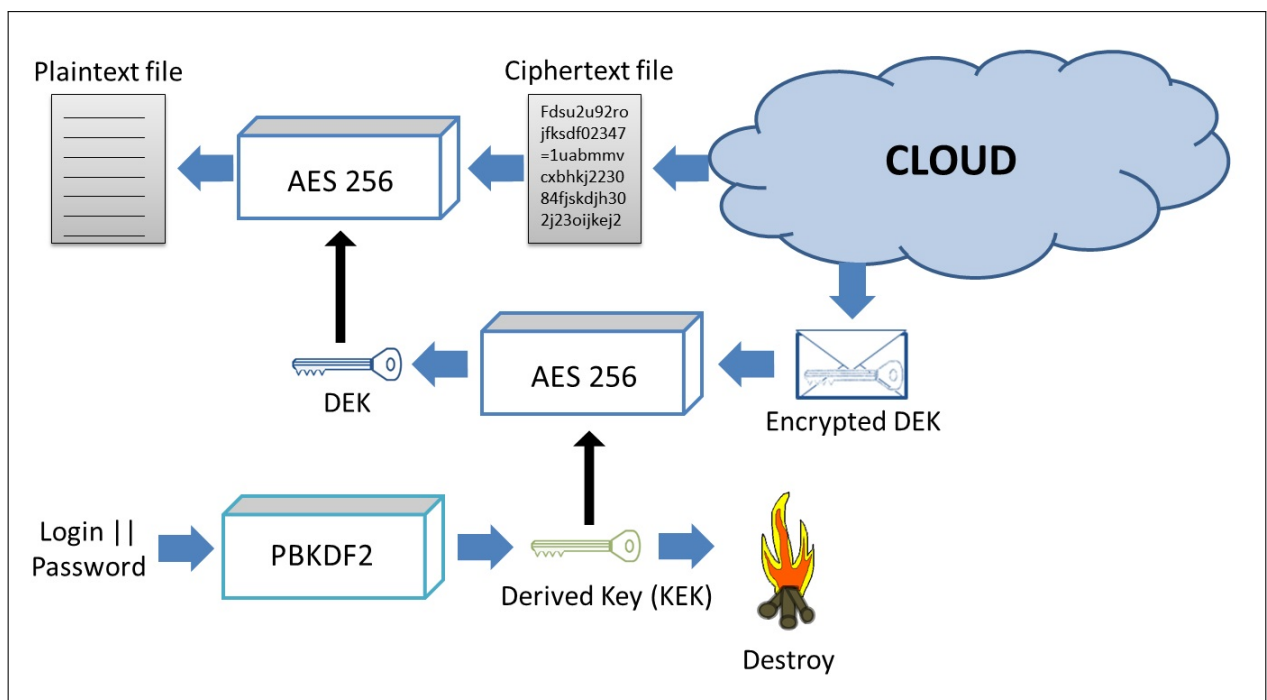 Plaintext file
Ciphertext file
Fdsu2u92ro
jfksdf02347
=1uabmmv
cxbhkj2230
84fjskdjh30
2j23oijkej2
CLOUD
AES 256
AES 256
DEK
Encrypted DEK
Login ||
Password
PBKDF2
Derived Key (KEK)
Destroy